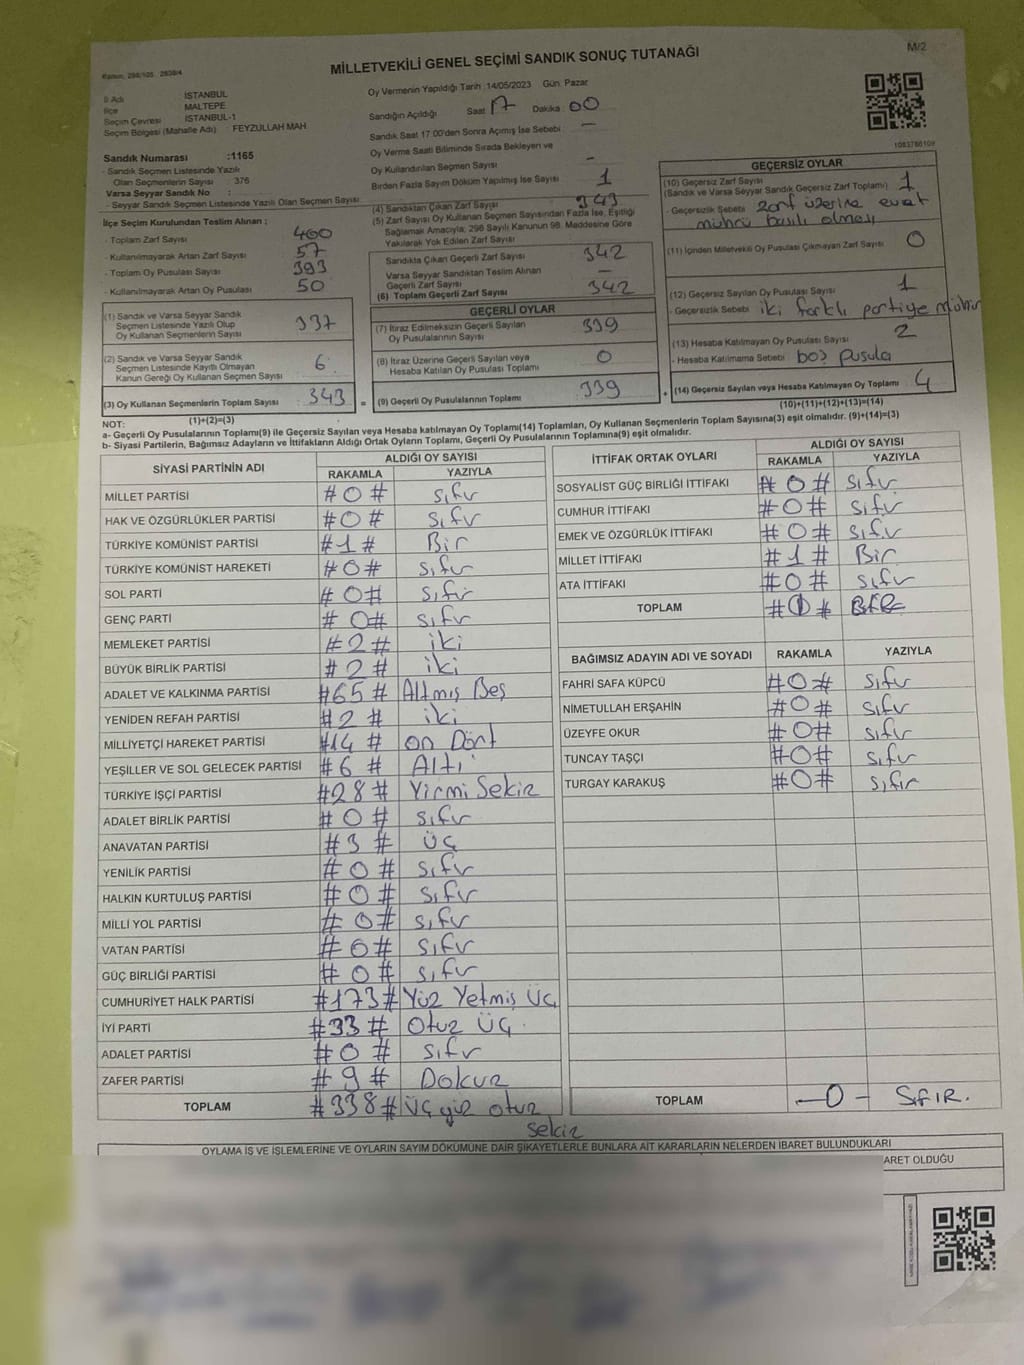 Kanun, 298/105 2839/4
MİLLETVEKİLİ GENEL SEÇİMİ SANDIK SONUÇ TUTANAĞI
M/2
İl Adı İSTANBUL
İlçe MALTEPE
Seçim Çevresi İSTANBUL-1
Seçim Bölgesi (Mahalle Adı) : FEYZULLAH MAH
Sandık Numarası :1165
- Sandık Seçmen Listesinde Yazılı
Olan Seçmenlerin Sayısı : 376
Varsa Seyyar Sandık No :
- Seyyar Sandık Seçmen Listesinde Yazılı Olan Seçmen Sayısı:
İlçe Seçim Kurulundan Teslim Alınan :
- Toplam Zarf Sayısı 400
- Kullanılmayarak Artan Zarf Sayısı 57
- Toplam Oy Pusulası Sayısı 393
- Kullanılmayarak Artan Oy Pusulası 50
(1) Sandık ve Varsa Seyyar Sandık
Seçmen Listesinde Yazılı Olup
Oy Kullanan Seçmenlerin Sayısı 337
(2) Sandık ve Varsa Seyyar Sandık
Seçmen Listesinde Kayıtlı Olmayan
Kanun Gereği Oy Kullanan Seçmen Sayısı 6
(3) Oy Kullanan Seçmenlerin Toplam Sayısı 343 =
(1)+(2)=(3)
Oy Vermenin Yapıldığı Tarih :14/05/2023 Gün: Pazar
Sandığın Açıldığı Saat 17 Dakika : 00
Sandık Saat 17.00'den Sonra Açımış İse Sebebi : —
Oy Verme Saati Bitiminde Sırada Bekleyen ve
Oy Kullandırılan Seçmen Sayısı —
Birden Fazla Sayım Döküm Yapılmış İse Sayısı 1
(4) Sandıktan Çıkan Zarf Sayısı 343
(5) Zarf Sayısı Oy Kullanan Seçmen Sayısından Fazla İse, Eşitliği
Sağlamak Amacıyla; 298 Sayılı Kanunun 98. Maddesine Göre
Yakılarak Yok Edilen Zarf Sayısı
Sandıkta Çıkan Geçerli Zarf Sayısı 342
Varsa Seyyar Sandıktan Teslim Alınan
Geçerli Zarf Sayısı —
(6) Toplam Geçerli Zarf Sayısı 342
GEÇERLİ OYLAR
(7) İtiraz Edilmeksizin Geçerli Sayılan
Oy Pusulalarının Sayısı 339
(8) İtiraz Üzerine Geçerli Sayılan veya
Hesaba Katılan Oy Pusulası Toplamı 0
(9) Geçerli Oy Pusulalarının Toplamı 339 +
GEÇERSİZ OYLAR
(10) Geçersiz Zarf Sayısı
(Sandık ve Varsa Seyyar Sandık Geçersiz Zarf Toplamı) 1
- Geçersizlik Sebebi : zarf üzerine evet
mührü basılı olması
(11) İçinden Milletvekili Oy Pusulası Çıkmayan Zarf Sayısı 0
(12) Geçersiz Sayılan Oy Pusulası Sayısı 1
- Geçersizlik Sebebi : iki farklı partiye mühür
(13) Hesaba Katılmayan Oy Pusulası Sayısı 2
- Hesaba Katılmama Sebebi : boş pusula
(14) Geçersiz Sayılan veya Hesaba Katılmayan Oy Toplamı 4
(10)+(11)+(12)+(13)=(14)
NOT:
a- Geçerli Oy Pusulalarının Toplamı(9) ile Geçersiz Sayılan veya Hesaba katılmayan Oy Toplamı(14) Toplamları, Oy Kullanan Seçmenlerin Toplam Sayısına(3) eşit olmalıdır. (9)+(14)=(3)
b- Siyasi Partilerin, Bağımsız Adayların ve İttifakların Aldığı Ortak Oyların Toplamı, Geçerli Oy Pusulalarının Toplamına(9) eşit olmalıdır.
SİYASİ PARTİNİN ADI ALDIĞI OY SAYISI
RAKAMLA YAZIYLA
MİLLET PARTİSİ #0# sıfır
HAK VE ÖZGÜRLÜKLER PARTİSİ #0# sıfır
TÜRKİYE KOMÜNİST PARTİSİ #1# Bir
TÜRKİYE KOMÜNİST HAREKETİ #0# sıfır
SOL PARTİ #0# sıfır
GENÇ PARTİ #0# sıfır
MEMLEKET PARTİSİ #2# iki
BÜYÜK BİRLİK PARTİSİ #2# iki
ADALET VE KALKINMA PARTİSİ #65# Altmış Beş
YENİDEN REFAH PARTİSİ #2# iki
MİLLİYETÇİ HAREKET PARTİSİ #14# on Dört
YEŞİLLER VE SOL GELECEK PARTİSİ #6# Altı
TÜRKİYE İŞÇİ PARTİSİ #28# Yirmi Sekiz
ADALET BİRLİK PARTİSİ #0# sıfır
ANAVATAN PARTİSİ #3# üç
YENİLİK PARTİSİ #0# sıfır
HALKIN KURTULUŞ PARTİSİ #0# sıfır
MİLLİ YOL PARTİSİ #0# sıfır
VATAN PARTİSİ #0# sıfır
GÜÇ BİRLİĞİ PARTİSİ #0# sıfır
CUMHURİYET HALK PARTİSİ #173# Yüz Yetmiş üç
İYİ PARTİ #33# Otuz üç
ADALET PARTİSİ #0# sıfır
ZAFER PARTİSİ #9# Dokuz
TOPLAM #338# üç yüz otuz
sekiz
İTTİFAK ORTAK OYLARI ALDIĞI OY SAYISI
RAKAMLA YAZIYLA
SOSYALİST GÜÇ BİRLİĞİ İTTİFAKI #0# sıfır
CUMHUR İTTİFAKI #0# sıfır
EMEK VE ÖZGÜRLÜK İTTİFAKI #0# sıfır
MİLLET İTTİFAKI #1# Bir
ATA İTTİFAKI #0# sıfır
TOPLAM #1# BİR
BAĞIMSIZ ADAYIN ADI VE SOYADI RAKAMLA YAZIYLA
FAHRİ SAFA KÜPCÜ #0# sıfır
NİMETULLAH ERŞAHİN #0# sıfır
ÜZEYFE OKUR #0# sıfır
TUNCAY TAŞÇI #0# sıfır
TURGAY KARAKUŞ #0# sıfır
TOPLAM —0— SIFIR.
OYLAMA İŞ VE İŞLEMLERİNE VE OYLARIN SAYIM DÖKÜMÜNE DAİR ŞİKAYETLERLE BUNLARA AİT KARARLARIN NELERDEN İBARET BULUNDUKLARI
ARET OLDUĞU